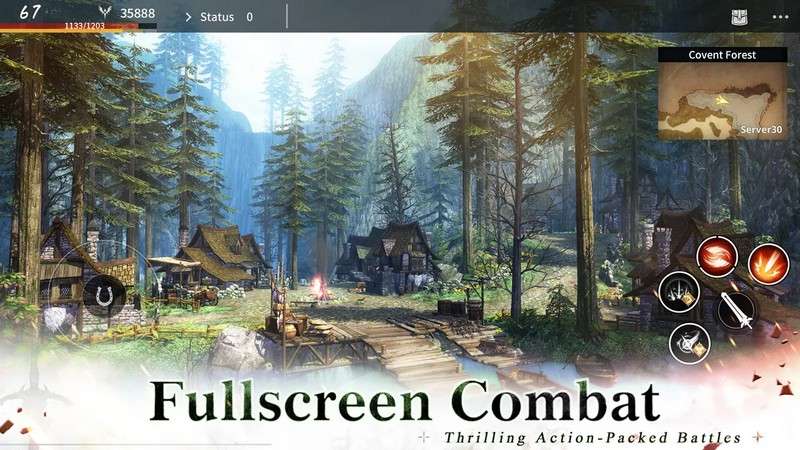 67
35888
Status 0
1133/1203
Covent Forest
Server30
Fullscreen Combat
Thrilling Action-Packed Battles